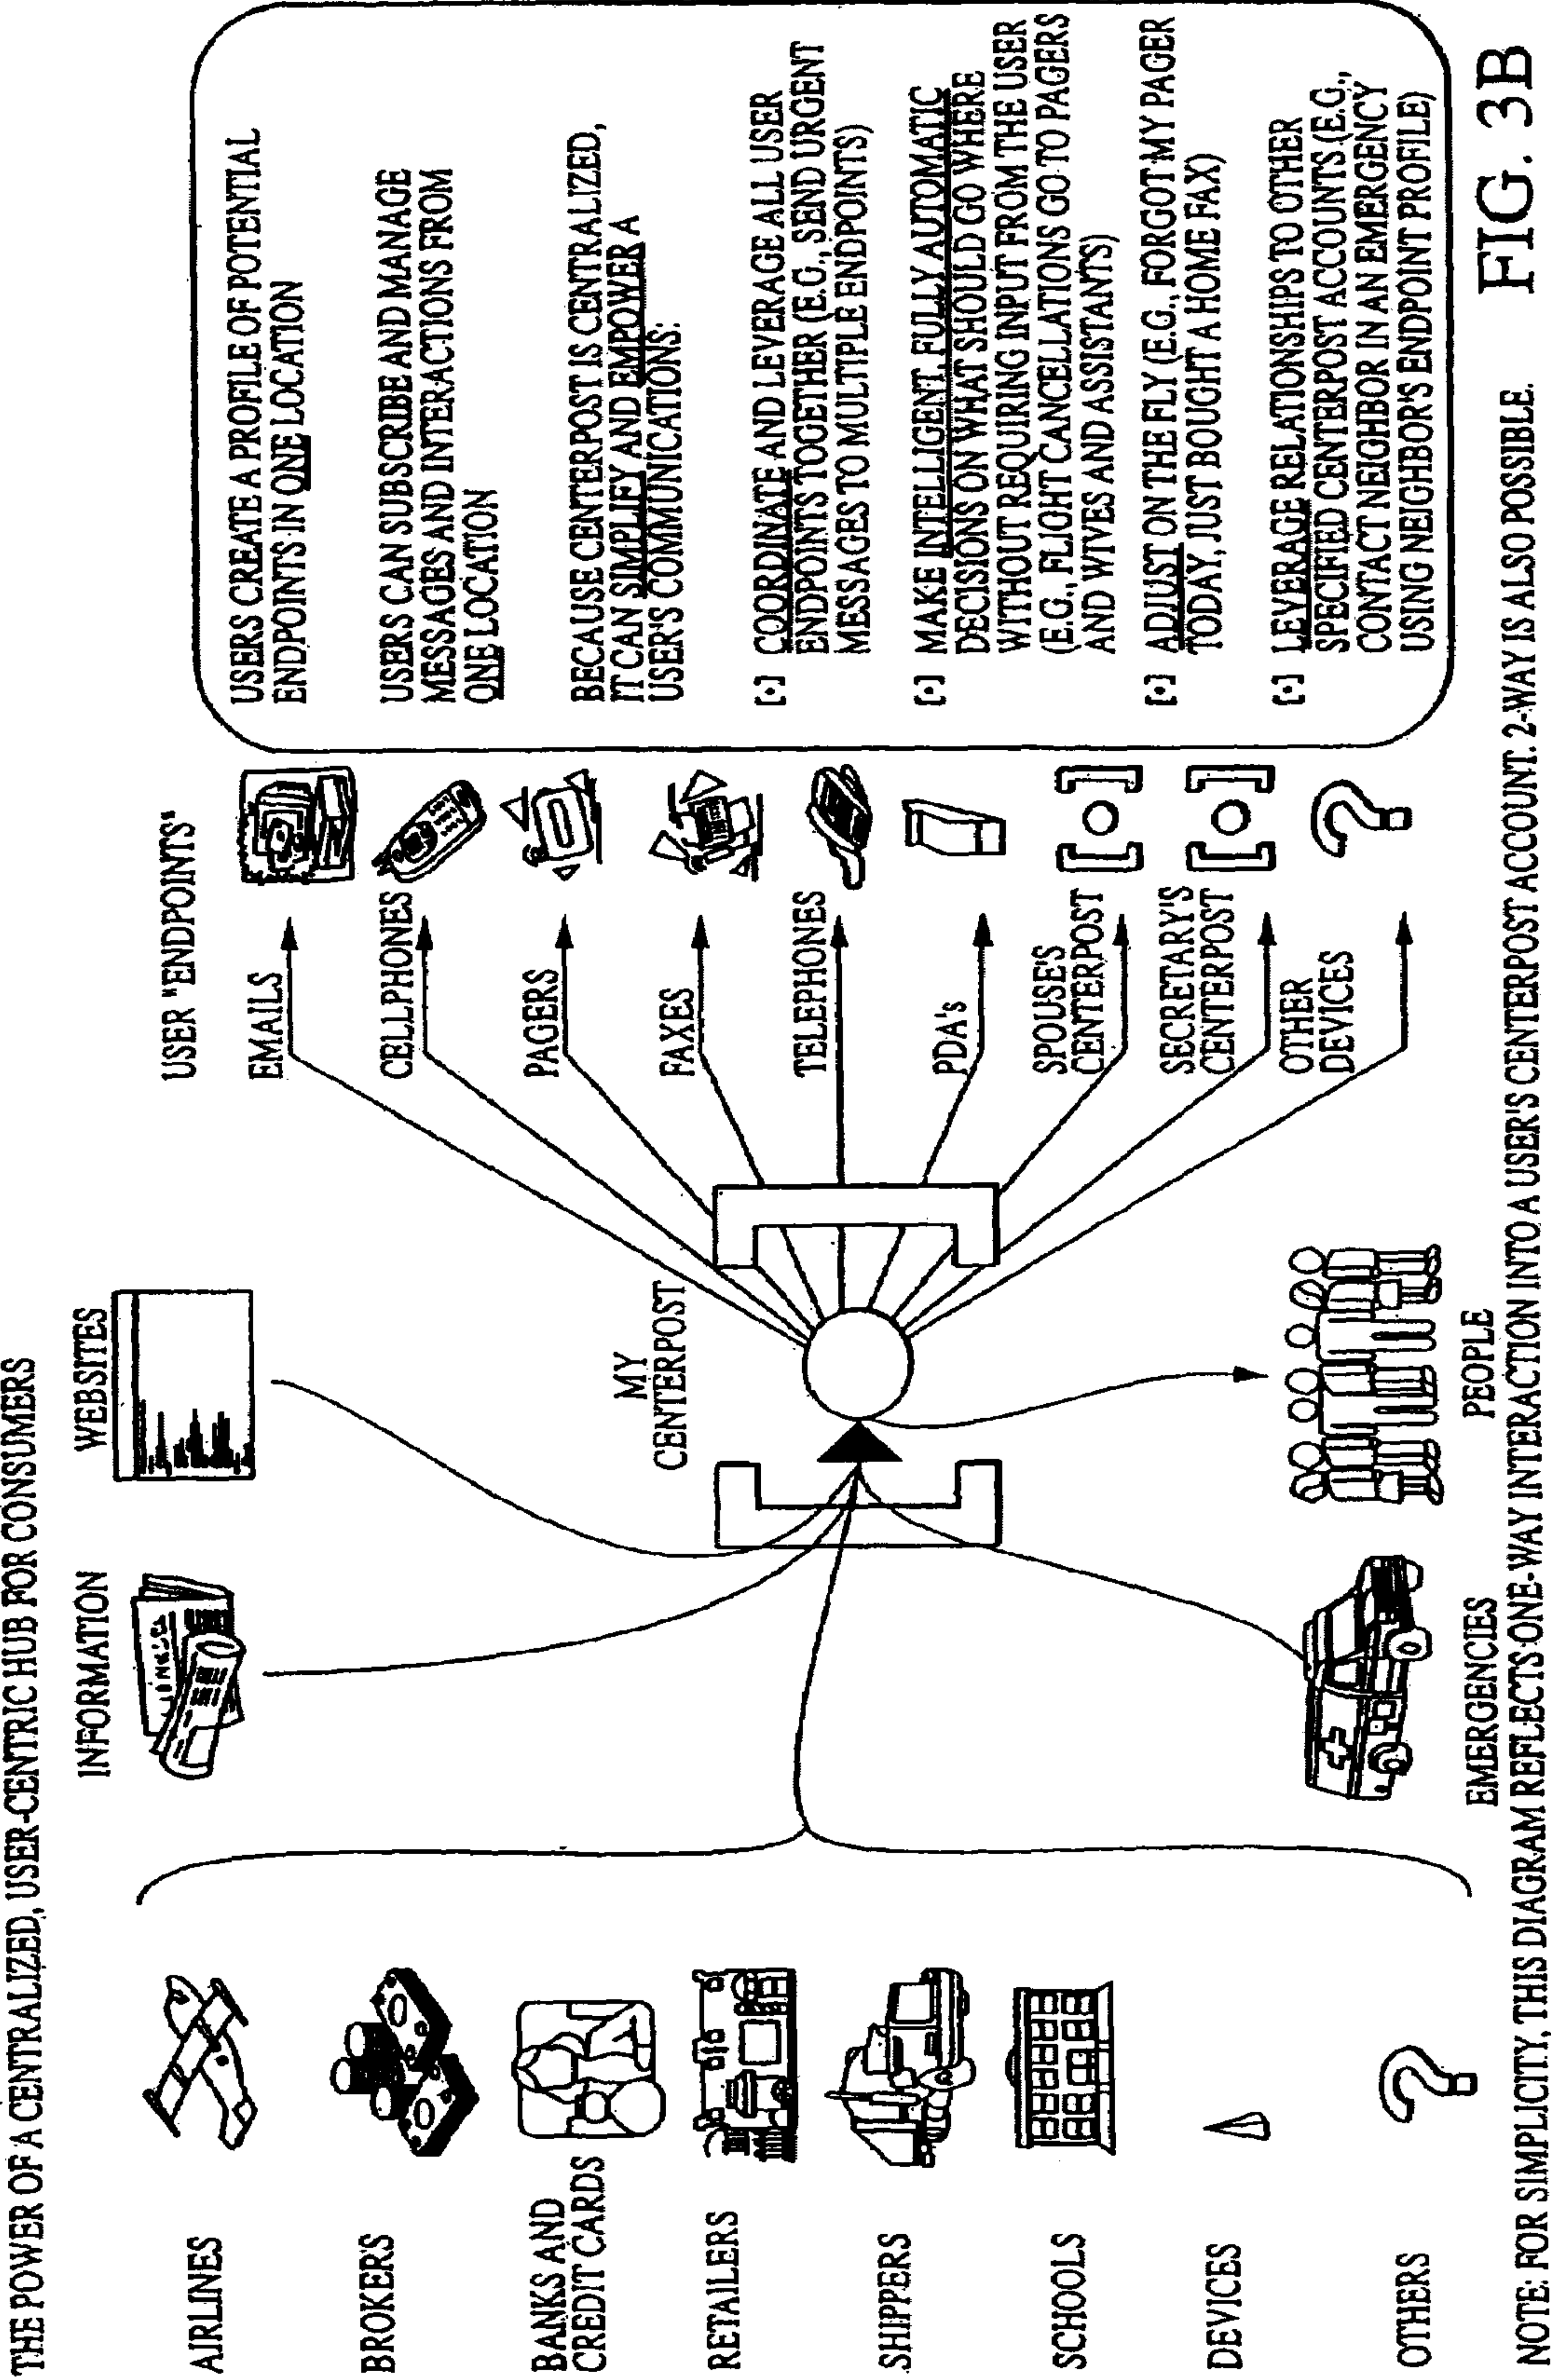 THE POWER OF A CENTRALIZED, USER-CENTRIC HUB FOR CONSUMERS
AIRLINES
BROKERS
BANKS AND
CREDIT CARDS
RETAILERS
SHIPPERS
SCHOOLS
DEVICES
OTHERS
INFORMATION
WEBSITES
EMERGENCIES
PEOPLE
MY
CENTERPOST
USER "ENDPOINTS"
EMAILS
CELLPHONES
PAGERS
FAXES
TELEPHONES
PDA's
SPOUSE'S
CENTERPOST
SECRETARY'S
CENTERPOST
OTHER
DEVICES
USERS CREATE A PROFILE OF POTENTIAL
ENDPOINTS IN ONE LOCATION
USERS CAN SUBSCRIBE AND MANAGE
MESSAGES AND INTERACTIONS FROM
ONE LOCATION
BECAUSE CENTERPOST IS CENTRALIZED,
IT CAN SIMPLIFY AND EMPOWER A
USER'S COMMUNICATIONS:
[•] COORDINATE AND LEVERAGE ALL USER
ENDPOINTS TOGETHER (E.G., SEND URGENT
MESSAGES TO MULTIPLE ENDPOINTS)
[•] MAKE INTELLIGENT, FULLY AUTOMATIC
DECISIONS ON WHAT SHOULD GO WHERE
WITHOUT REQUIRING INPUT FROM THE USER
(E.G., FLIGHT CANCELLATIONS GO TO PAGERS
AND WIVES AND ASSISTANTS)
[•] ADJUST ON THE FLY (E.G., FORGOT MY PAGER
TODAY, JUST BOUGHT A HOME FAX)
[•] LEVERAGE RELATIONSHIPS TO OTHER
SPECIFIED CENTERPOST ACCOUNTS (E.G.,
CONTACT NEIGHBOR IN AN EMERGENCY
USING NEIGHBOR'S ENDPOINT PROFILE)
NOTE: FOR SIMPLICITY, THIS DIAGRAM REFLECTS ONE-WAY INTERACTION INTO A USER'S CENTERPOST ACCOUNT. 2-WAY IS ALSO POSSIBLE.
FIG. 3B